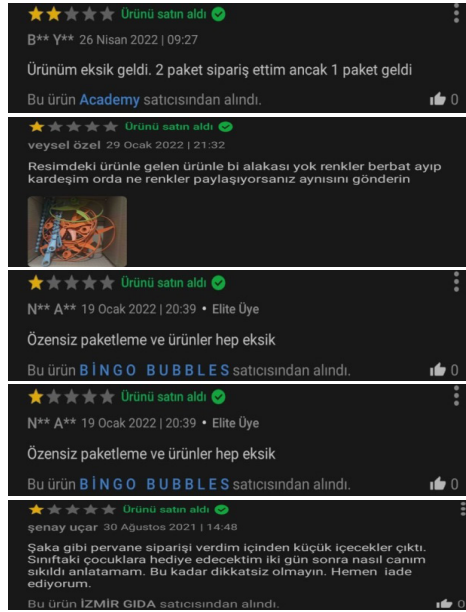 Ürünü satın aldı
B** Y** 26 Nisan 2022 | 09:27
Ürünüm eksik geldi. 2 paket sipariş ettim ancak 1 paket geldi
Bu ürün Academy satıcısından alındı.
0
Ürünü satın aldı
veysel özel 29 Ocak 2022 | 21:32
Resimdeki ürünle gelen ürünle bi alakası yok renkler berbat ayıp
kardeşim orda ne renkler paylaşıyorsanız aynısını gönderin
Ürünü satın aldı
N** A** 19 Ocak 2022 | 20:39 • Elite Üye
Özensiz paketleme ve ürünler hep eksik
Bu ürün BİNGO BUBBLES satıcısından alındı.
0
Ürünü satın aldı
N** A** 19 Ocak 2022 | 20:39 • Elite Üye
Özensiz paketleme ve ürünler hep eksik
Bu ürün BİNGO BUBBLES satıcısından alındı.
0
Ürünü satın aldı
şenay uçar 30 Ağustos 2021 | 14:48
Şaka gibi pervane siparişi verdim içinden küçük içecekler çıktı.
Sınıftaki çocuklara hediye edecektim iki gün sonra nasıl canım
sıkıldı anlatamam. Bu kadar dikkatsiz olmayın. Hemen iade
ediyorum.
Bu ürün İZMİR GIDA satıcısından alındı.
0